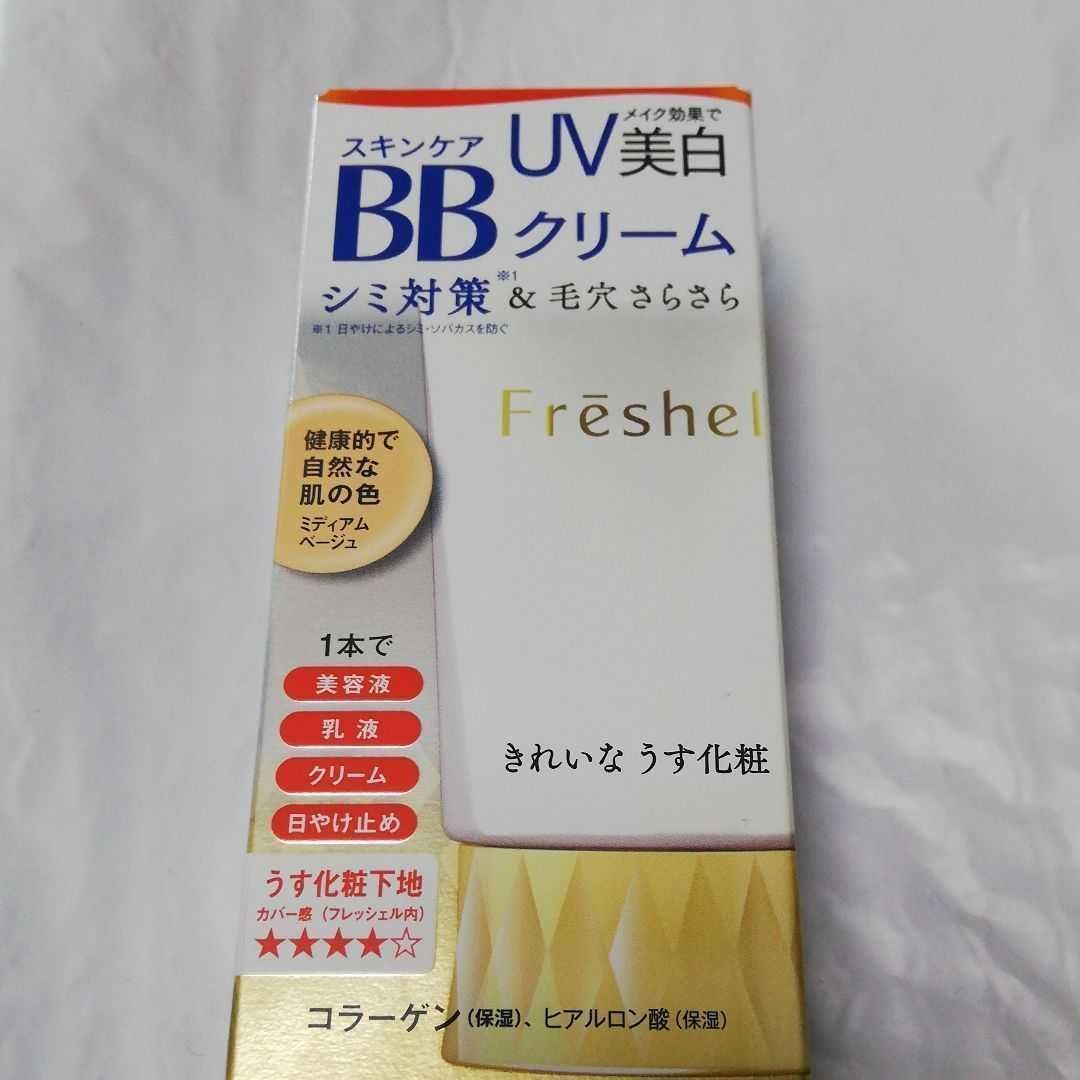 メイク効果で
スキンケア UV美白
BBクリーム
シミ対策※1 & 毛穴 さらさら
※1 日やけによるシミ・ソバカスを防ぐ
Frēshel
健康的で
自然な
肌の色
ミディアム
ベージュ
1本で
美容液
乳液
クリーム
日やけ止め
きれいな うす化粧
うす化粧下地
カバー感(フレッシェル内)
★★★★☆
コラーゲン(保湿)、ヒアルロン酸(保湿)